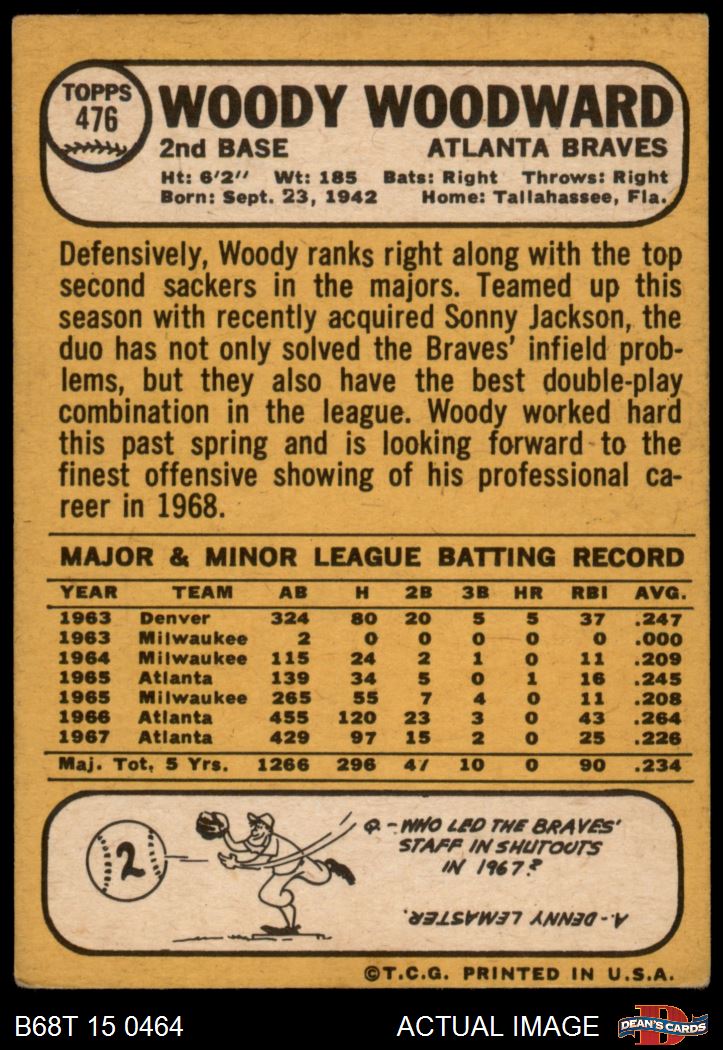 TOPPS
476
WOODY WOODWARD
2nd BASE ATLANTA BRAVES
Ht: 6'2" Wt: 185 Bats: Right Throws: Right
Born: Sept. 23, 1942 Home: Tallahassee, Fla.
Defensively, Woody ranks right along with the top
second sackers in the majors. Teamed up this
season with recently acquired Sonny Jackson, the
duo has not only solved the Braves' infield prob-
lems, but they also have the best double-play
combination in the league. Woody worked hard
this past spring and is looking forward to the
finest offensive showing of his professional ca-
reer in 1968.
MAJOR & MINOR LEAGUE BATTING RECORD
YEAR TEAM AB H 2B 3B HR RBI AVG.
1963 Denver 324 80 20 5 5 37 .247
1963 Milwaukee 2 0 0 0 0 0 .000
1964 Milwaukee 115 24 2 1 0 11 .209
1965 Atlanta 139 34 5 0 1 16 .245
1965 Milwaukee 265 55 7 4 0 11 .208
1966 Atlanta 455 120 23 3 0 43 .264
1967 Atlanta 429 97 15 2 0 25 .226
Maj. Tot. 5 Yrs. 1266 296 47 10 0 90 .234
2
Q - WHO LED THE BRAVES'
STAFF IN SHUTOUTS
IN 1967?
A - DENNY LEMASTER.
©T.C.G. PRINTED IN U.S.A.
B68T 15 0464 ACTUAL IMAGE
D
DEAN'S CARDS